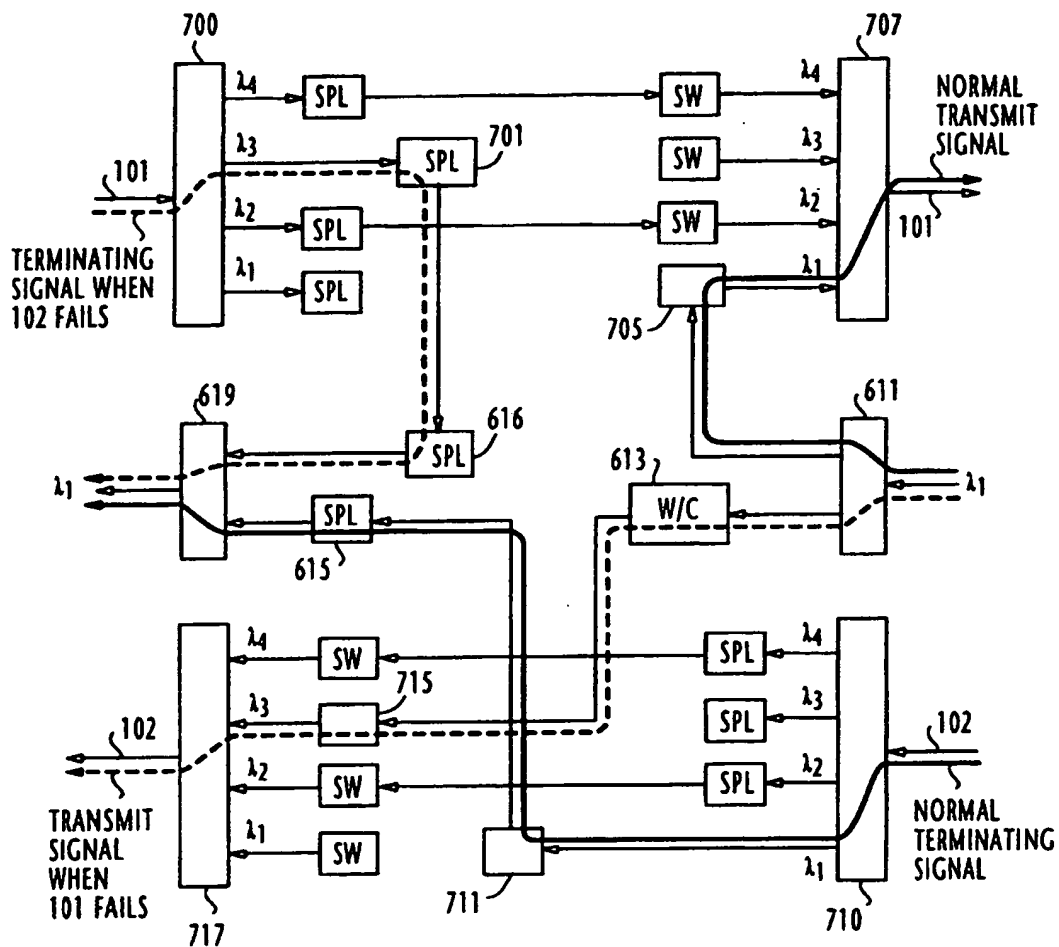 700
707
λ4
SPL
SW
λ4
NORMAL
TRANSMIT
SIGNAL
701
λ3
SPL
SW
λ3
101
λ2
SPL
SW
λ2
101
TERMINATING
SIGNAL WHEN
102 FAILS
λ1
SPL
λ1
705
619
616
611
SPL
613
λ1
λ1
W/C
SPL
615
λ4
SW
SPL
λ4
715
λ3
SPL
λ3
102
102
λ2
SW
SPL
λ2
TRANSMIT
SIGNAL
WHEN
101 FAILS
λ1
SW
NORMAL
TERMINATING
SIGNAL
λ1
711
717
710